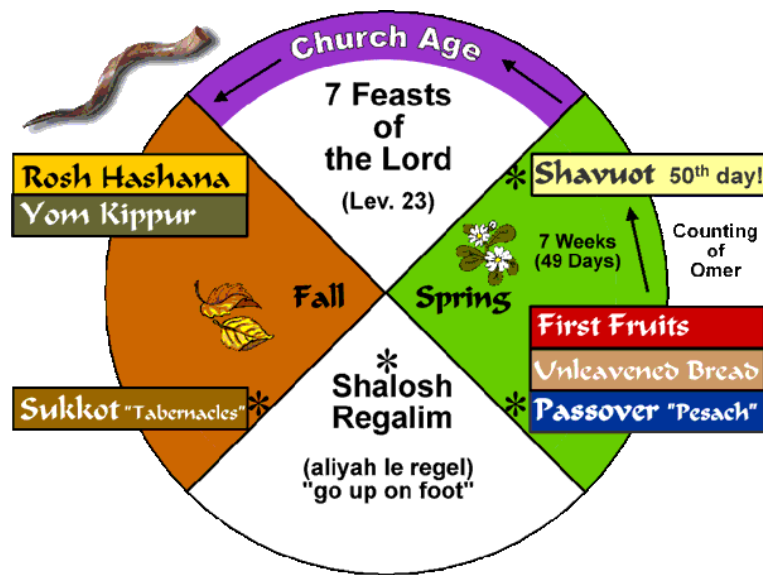 Church Age
7 Feasts
of
the Lord
(Lev. 23)
Rosh Hashana
Yom Kippur
* Shavuot 50th day!
7 Weeks
(49 Days)
Counting
of
Omer
Fall
Spring
First Fruits
Unleavened Bread
* Passover "Pesach"
Sukkot "Tabernacles" *
*
Shalosh
Regalim
(aliyah le regel)
"go up on foot"